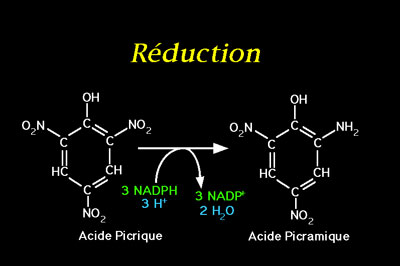 Réduction
OH
O₂N
C
C
C
NO₂
HC
CH
C
NO₂
Acide Picrique
3 NADPH
3 H⁺
3 NADP⁺
2 H₂O
OH
O₂N
C
C
C
NH₂
HC
CH
C
NO₂
Acide Picramique